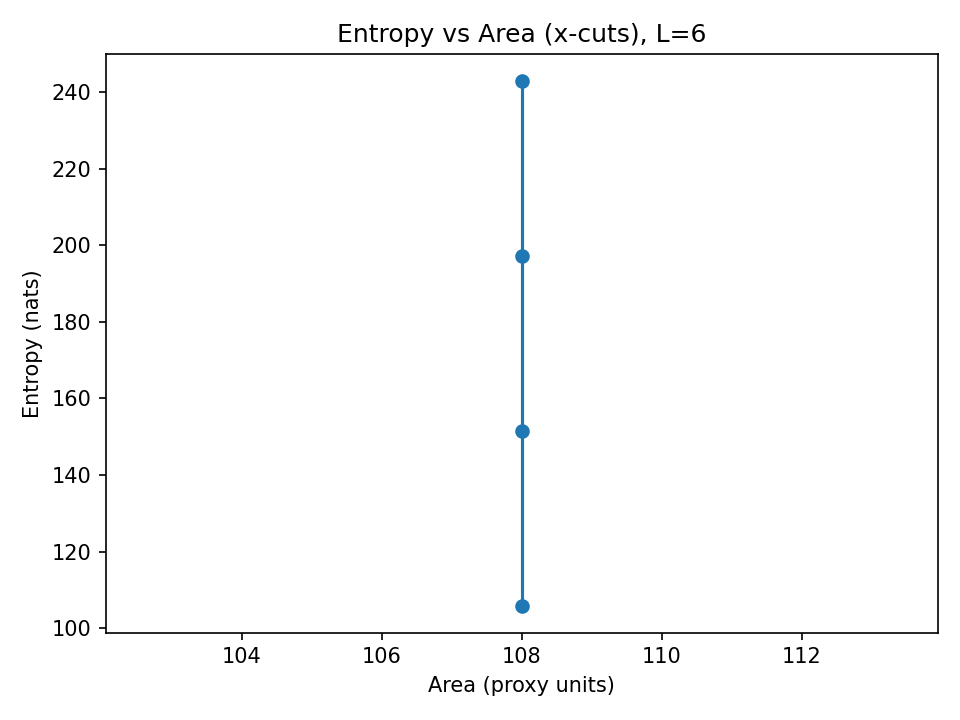 Entropy vs Area (x-cuts), L=6
Entropy (nats)
240
220
200
180
160
140
120
100
104 106 108 110 112
Area (proxy units)